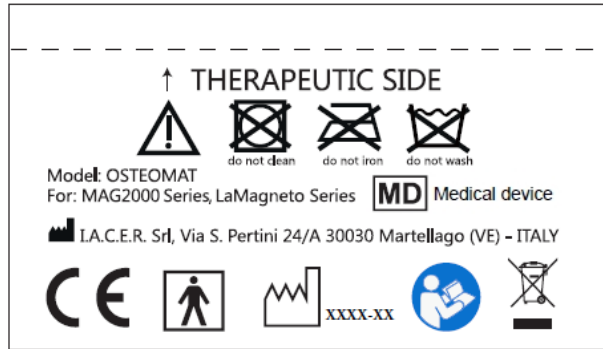 ↑ THERAPEUTIC SIDE
do not clean
do not iron
do not wash
Model: OSTEOMAT
For: MAG2000 Series, LaMagneto Series
MD Medical device
I.A.C.E.R. Srl, Via S. Pertini 24/A 30030 Martellago (VE) - ITALY
CE
XXXX-XX